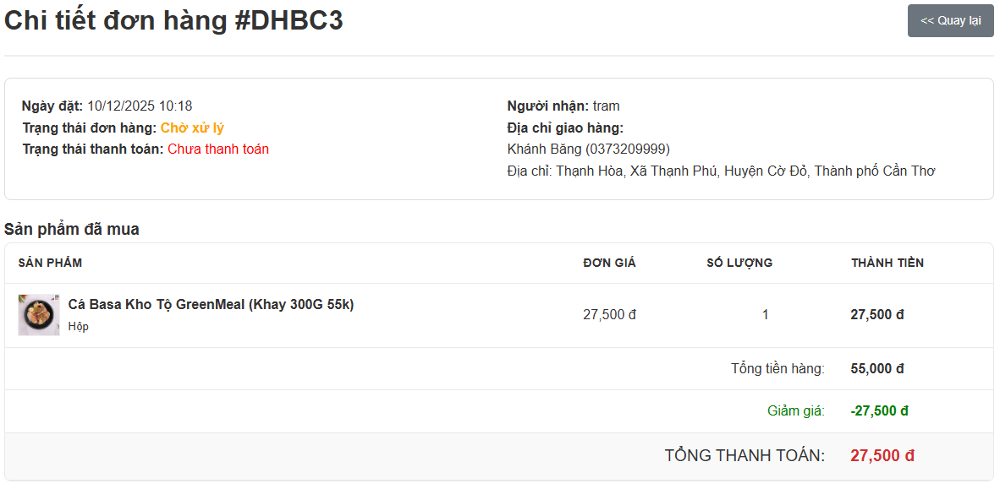 Chi tiết đơn hàng #DHBC3
<< Quay lại
Ngày đặt: 10/12/2025 10:18
Trạng thái đơn hàng: Chờ xử lý
Trạng thái thanh toán: Chưa thanh toán
Người nhận: tram
Địa chỉ giao hàng:
Khánh Băng (0373209999)
Địa chỉ: Thạnh Hòa, Xã Thạnh Phú, Huyện Cờ Đỏ, Thành phố Cần Thơ
Sản phẩm đã mua
SẢN PHẨM ĐƠN GIÁ SỐ LƯỢNG THÀNH TIỀN
Cá Basa Kho Tộ GreenMeal (Khay 300G 55k)
Hộp
27,500 đ 1 27,500 đ
Tổng tiền hàng: 55,000 đ
Giảm giá: -27,500 đ
TỔNG THANH TOÁN: 27,500 đ